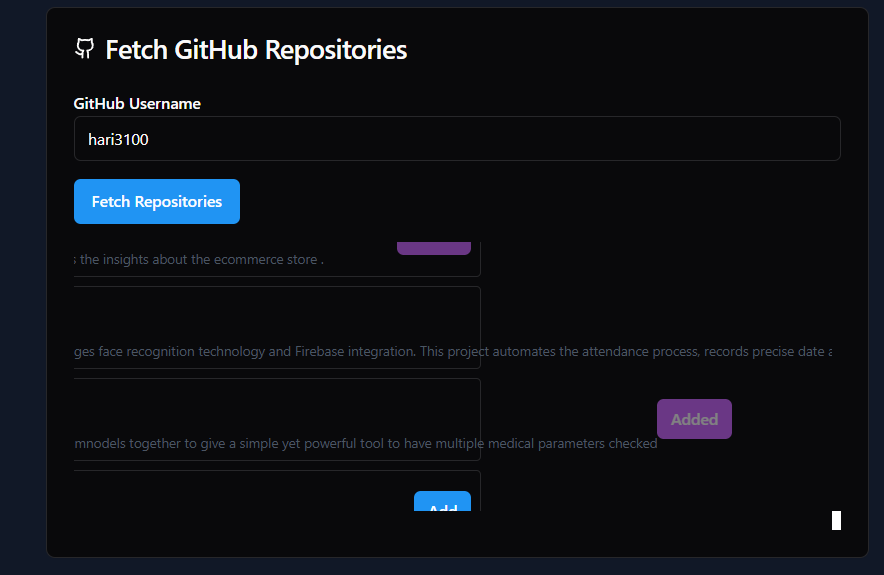 Fetch GitHub Repositories
GitHub Username
hari3100
Fetch Repositories
s the insights about the ecommerce store .
ges face recognition technology and Firebase integration. This project automates the attendance process, records precise date a
Added
mnodels together to give a simple yet powerful tool to have multiple medical parameters checked
Add